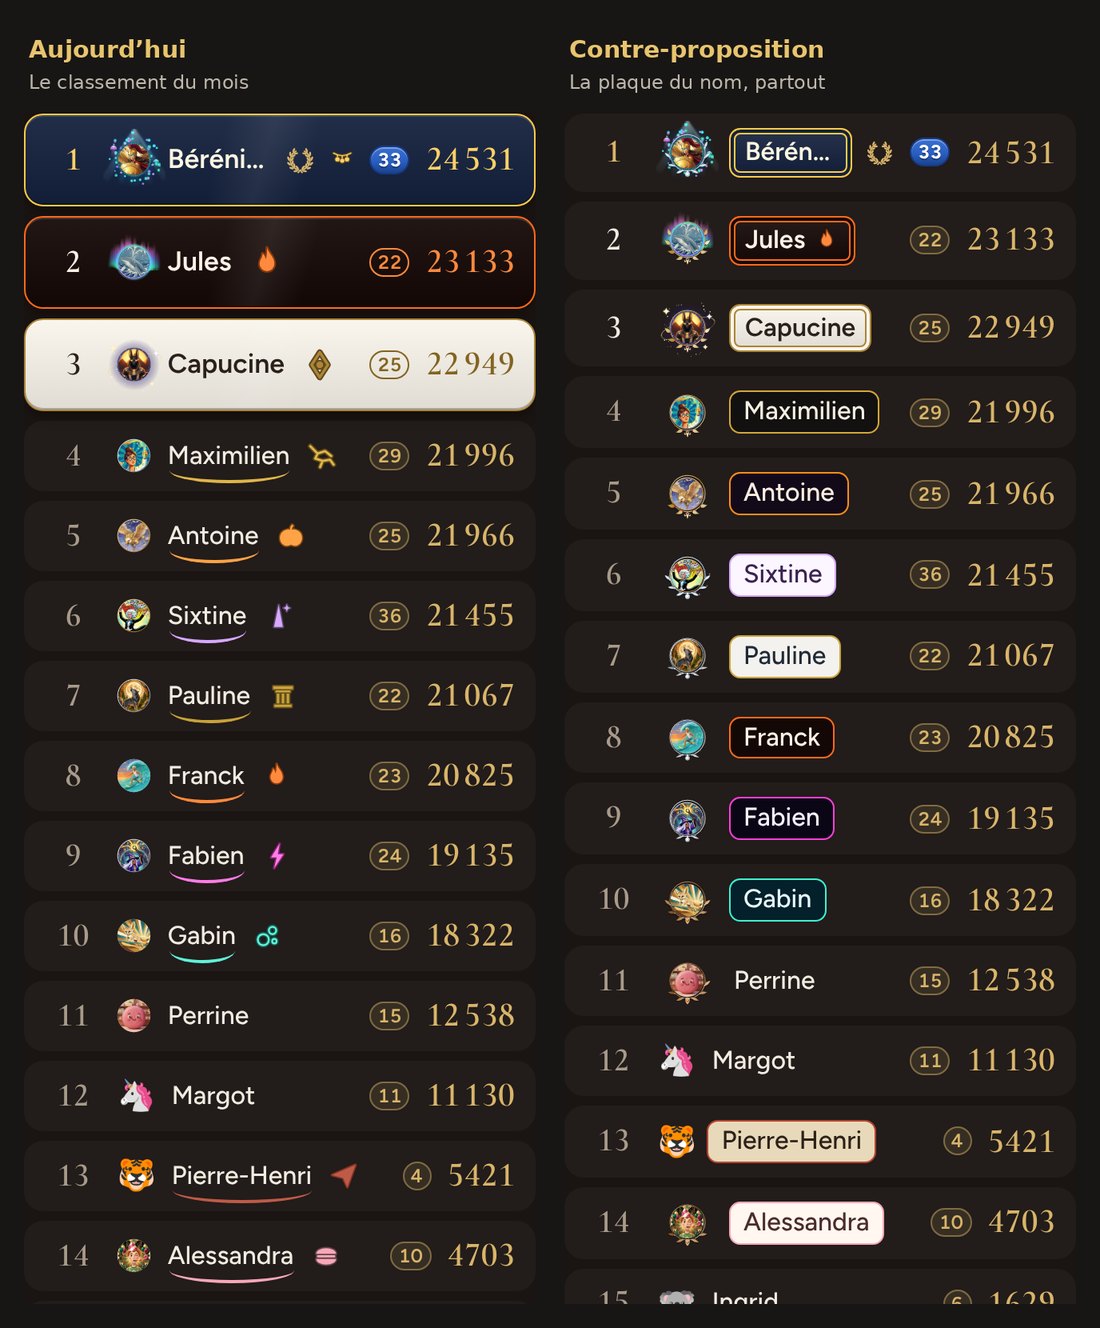 Aujourd’hui
Le classement du mois
1 Béréni... 33 24 531
2 Jules 22 23 133
3 Capucine 25 22 949
4 Maximilien 29 21 996
5 Antoine 25 21 966
6 Sixtine 36 21 455
7 Pauline 22 21 067
8 Franck 23 20 825
9 Fabien 24 19 135
10 Gabin 16 18 322
11 Perrine 15 12 538
12 Margot 11 11 130
13 Pierre-Henri 4 5421
14 Alessandra 10 4703
Contre-proposition
La plaque du nom, partout
1 Bérén... 33 24 531
2 Jules 22 23 133
3 Capucine 25 22 949
4 Maximilien 29 21 996
5 Antoine 25 21 966
6 Sixtine 36 21 455
7 Pauline 22 21 067
8 Franck 23 20 825
9 Fabien 24 19 135
10 Gabin 16 18 322
11 Perrine 15 12 538
12 Margot 11 11 130
13 Pierre-Henri 4 5421
14 Alessandra 10 4703
15 Ingrid 6 1629